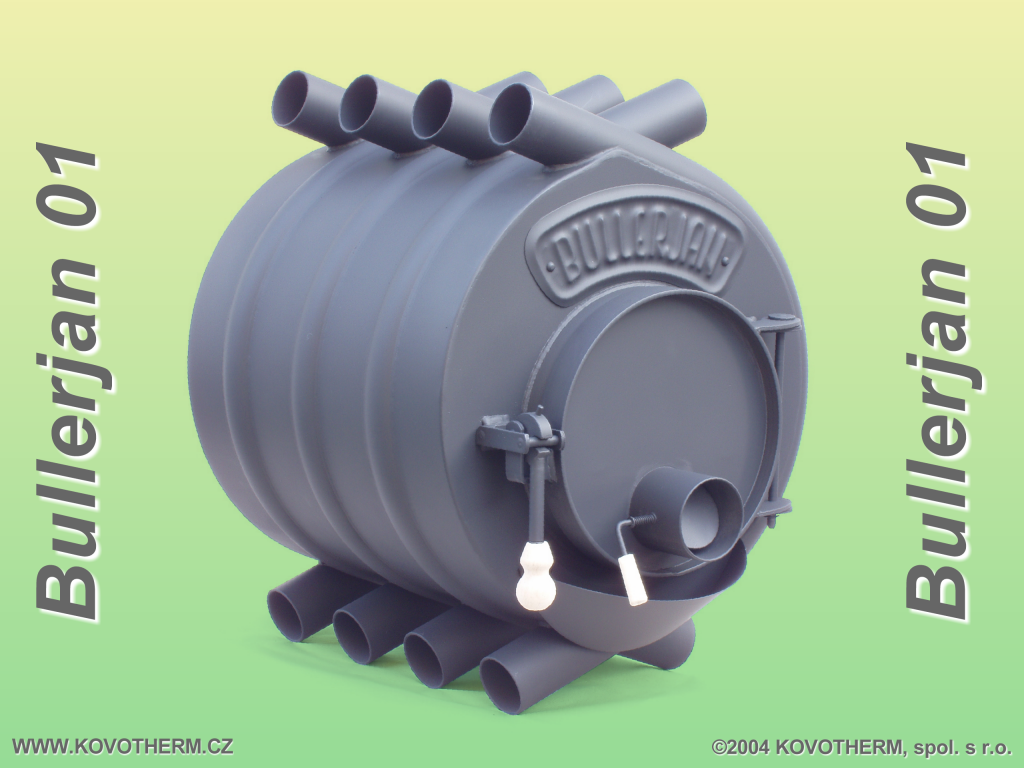 Bullerjan 01
BULLERJAN
Bullerjan 01
WWW.KOVOTHERM.CZ
©2004 KOVOTHERM, spol. s r.o.